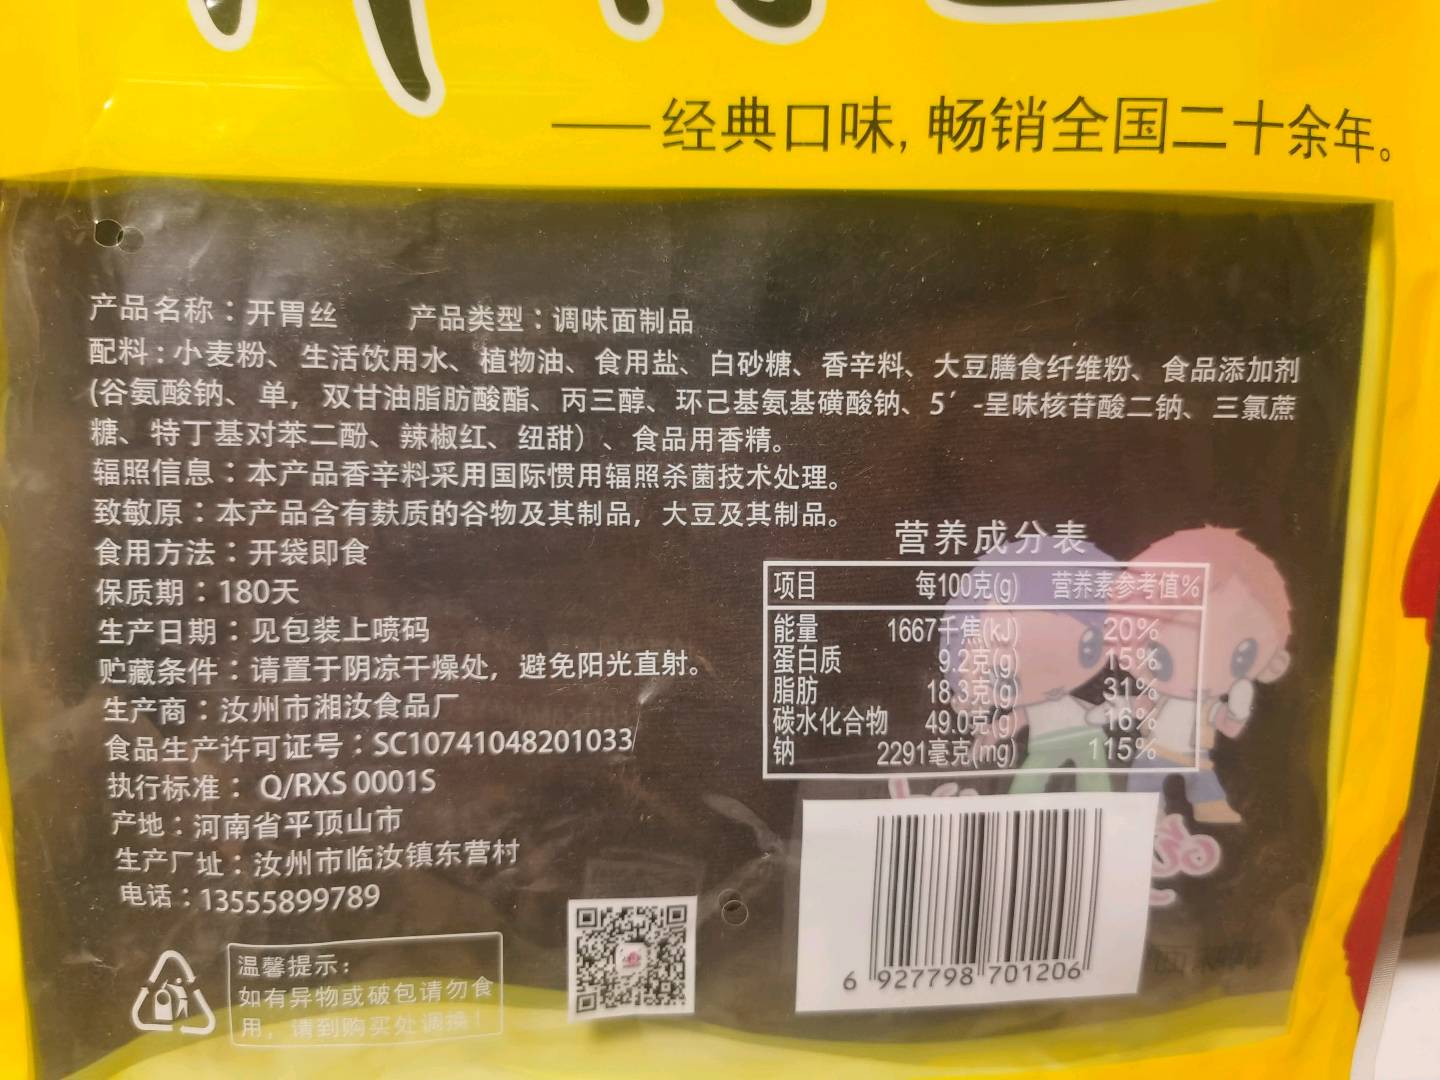 ——经典口味,畅销全国二十余年。
产品名称：开胃丝 产品类型：调味面制品
配料：小麦粉、生活饮用水、植物油、食用盐、白砂糖、香辛料、大豆膳食纤维粉、食品添加剂
(谷氨酸钠、单，双甘油脂肪酸酯、丙三醇、环己基氨基磺酸钠、5′-呈味核苷酸二钠、三氯蔗
糖、特丁基对苯二酚、辣椒红、纽甜）、食品用香精。
辐照信息：本产品香辛料采用国际惯用辐照杀菌技术处理。
致敏原：本产品含有麸质的谷物及其制品，大豆及其制品。
食用方法：开袋即食
保质期：180天
生产日期：见包装上喷码
贮藏条件：请置于阴凉干燥处，避免阳光直射。
生产商：汝州市湘汝食品厂
食品生产许可证号：SC10741048201033
执行标准：Q/RXS 0001S
产地：河南省平顶山市
生产厂址：汝州市临汝镇东营村
电话：13555899789
营养成分表
项目 每100克(g) 营养素参考值%
能量 1667千焦(kJ) 20%
蛋白质 9.2克(g) 15%
脂肪 18.3克(g) 31%
碳水化合物 49.0克(g) 16%
钠 2291毫克(mg) 115%
温馨提示：
如有异物或破包请勿食
用，请到购买处调换！
6 927798 701206